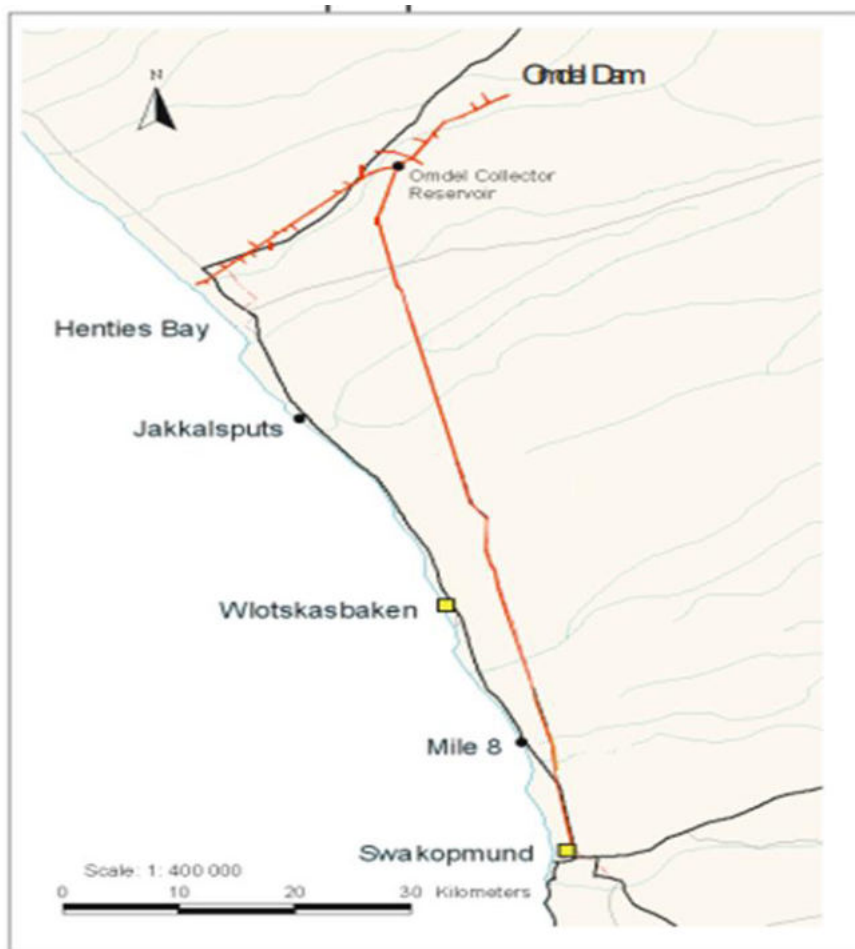 N
Omdel Dam
Omdel Collector
Reservoir
Henties Bay
Jakkalsputs
Wlotskasbaken
Mile 8
Swakopmund
Scale: 1: 400 000
0 10 20 30 Kilometers